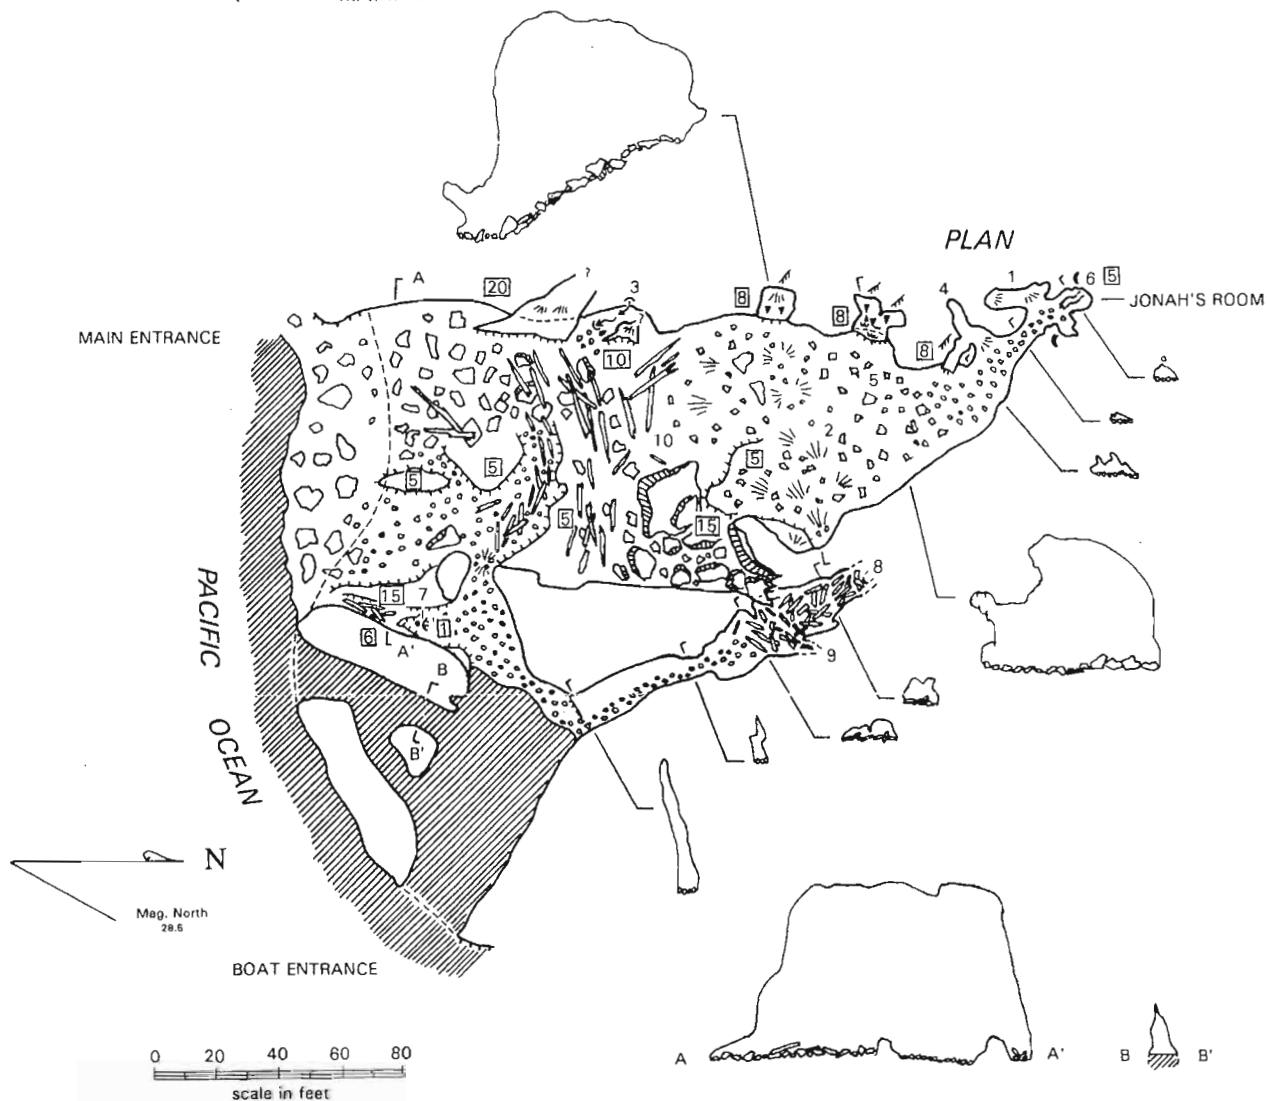 PLAN
A
20
?
3
8
8
4
1
6
5
JONAH'S ROOM
MAIN ENTRANCE
10
?
8
5
10
2
5
5
5
5
15
15
7
6
1
A'
B
8
9
PACIFIC
OCEAN
B'
N
Mag. North
28.6
BOAT ENTRANCE
0 20 40 60 80
scale in feet
A
A'
B
B'